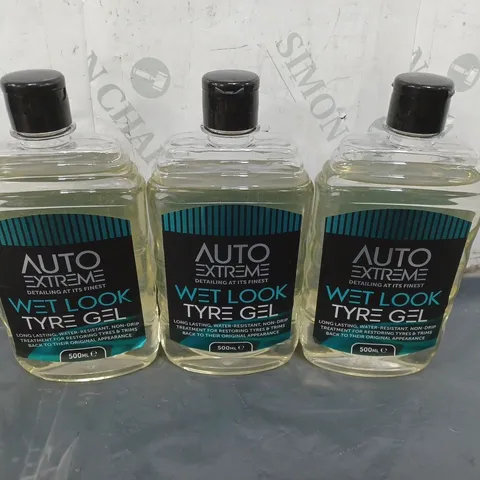 AUTO
EXTREME
DETAILING AT ITS FINEST
WET LOOK
TYRE GEL
LONG LASTING, WATER-RESISTANT, NON-DRIP
TREATMENT FOR RESTORING TYRES & TRIMS
BACK TO THEIR ORIGINAL APPEARANCE
500ML e
AUTO
EXTREME
DETAILING AT ITS FINEST
WET LOOK
TYRE GEL
LONG LASTING, WATER-RESISTANT, NON-DRIP
TREATMENT FOR RESTORING TYRES & TRIMS
BACK TO THEIR ORIGINAL APPEARANCE
500ML e
AUTO
EXTREME
DETAILING AT ITS FINEST
WET LOOK
TYRE GEL
LONG LASTING, WATER-RESISTANT, NON-DRIP
TREATMENT FOR RESTORING TYRES & TRIMS
BACK TO THEIR ORIGINAL APPEARANCE
500ML e
SIMON